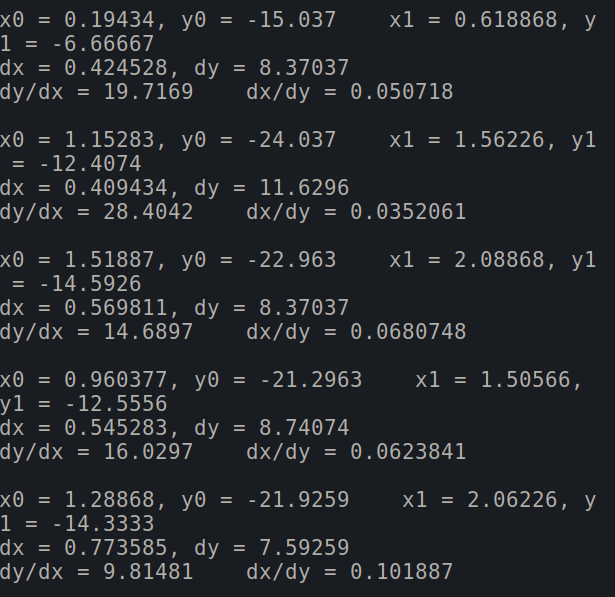 x0 = 0.19434, y0 = -15.037    x1 = 0.618868, y
1 = -6.66667
dx = 0.424528, dy = 8.37037
dy/dx = 19.7169    dx/dy = 0.050718

x0 = 1.15283, y0 = -24.037    x1 = 1.56226, y1
 = -12.4074
dx = 0.409434, dy = 11.6296
dy/dx = 28.4042    dx/dy = 0.0352061

x0 = 1.51887, y0 = -22.963    x1 = 2.08868, y1
 = -14.5926
dx = 0.569811, dy = 8.37037
dy/dx = 14.6897    dx/dy = 0.0680748

x0 = 0.960377, y0 = -21.2963    x1 = 1.50566,
y1 = -12.5556
dx = 0.545283, dy = 8.74074
dy/dx = 16.0297    dx/dy = 0.0623841

x0 = 1.28868, y0 = -21.9259    x1 = 2.06226, y
1 = -14.3333
dx = 0.773585, dy = 7.59259
dy/dx = 9.81481    dx/dy = 0.101887